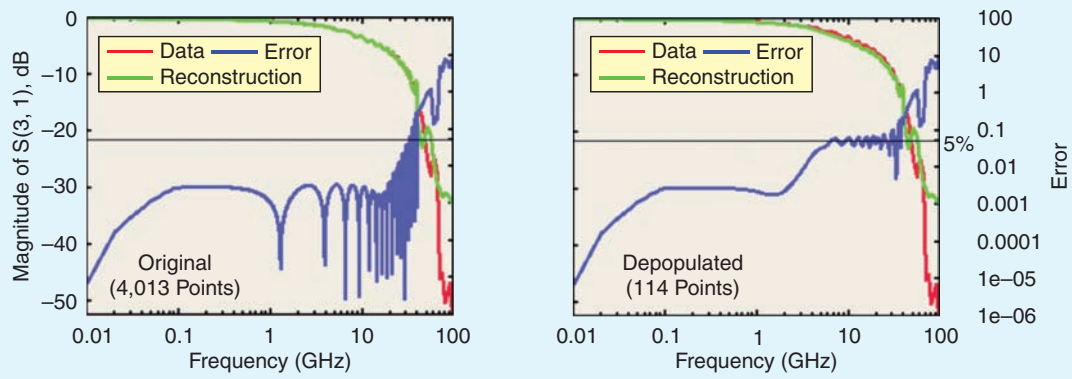 Magnitude of S(3, 1), dB
0
–10
–20
–30
–40
–50
Data
Error
Reconstruction
Original
(4,013 Points)
0.01
0.1
1
10
100
Frequency (GHz)
Data
Error
Reconstruction
Depopulated
(114 Points)
0.01
0.1
1
10
100
Frequency (GHz)
100
10
1
0.1
5%
0.01
0.001
0.0001
1e–05
1e–06
Error